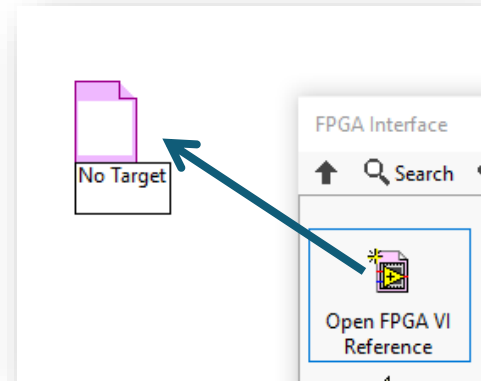 No Target
FPGA Interface
Search
Open FPGA VI
Reference